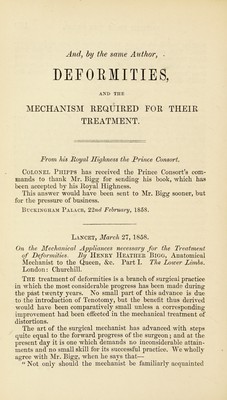 And, by the same Author,
DEFORMITIES,
AND THE
MECHANISM REQUIRED FOR THEIR
TREATMENT.
From his Royal Highness the Prince Consort.
COLONEL PHIPPS has received the Prince Consort's com-
mands to thank Mr. Bigg for sending his book, which has
been accepted by his Royal Highness.
This answer would have been sent to Mr. Bigg sooner, but
for the pressure of business.
BUCKINGHAM PALACE, 22nd February, 1858.
LANCET, March 27, 1858.
On the Mechanical Appliances necessary for the Treatment
of Deformities. By HENRY HEATHER BIGG, Anatomical
Mechanist to the Queen, &c. Part I. The Lower Limbs.
London: Churchill.
THE treatment of deformities is a branch of surgical practice
in which the most considerable progress has been made during
the past twenty years. No small part of this advance is due
to the introduction of Tenotomy, but the benefit thus derived
would have been comparatively small unless a corresponding
improvement had been effected in the mechanical treatment of
distortions.
The art of the surgical mechanist has advanced with steps
quite equal to the forward progress of the surgeon; and at the
present day it is one which demands no inconsiderable attain-
ments and no small skill for its successful practice. We wholly
agree with Mr. Bigg, when he says that—
"Not only should the mechanist be familiarly acquainted